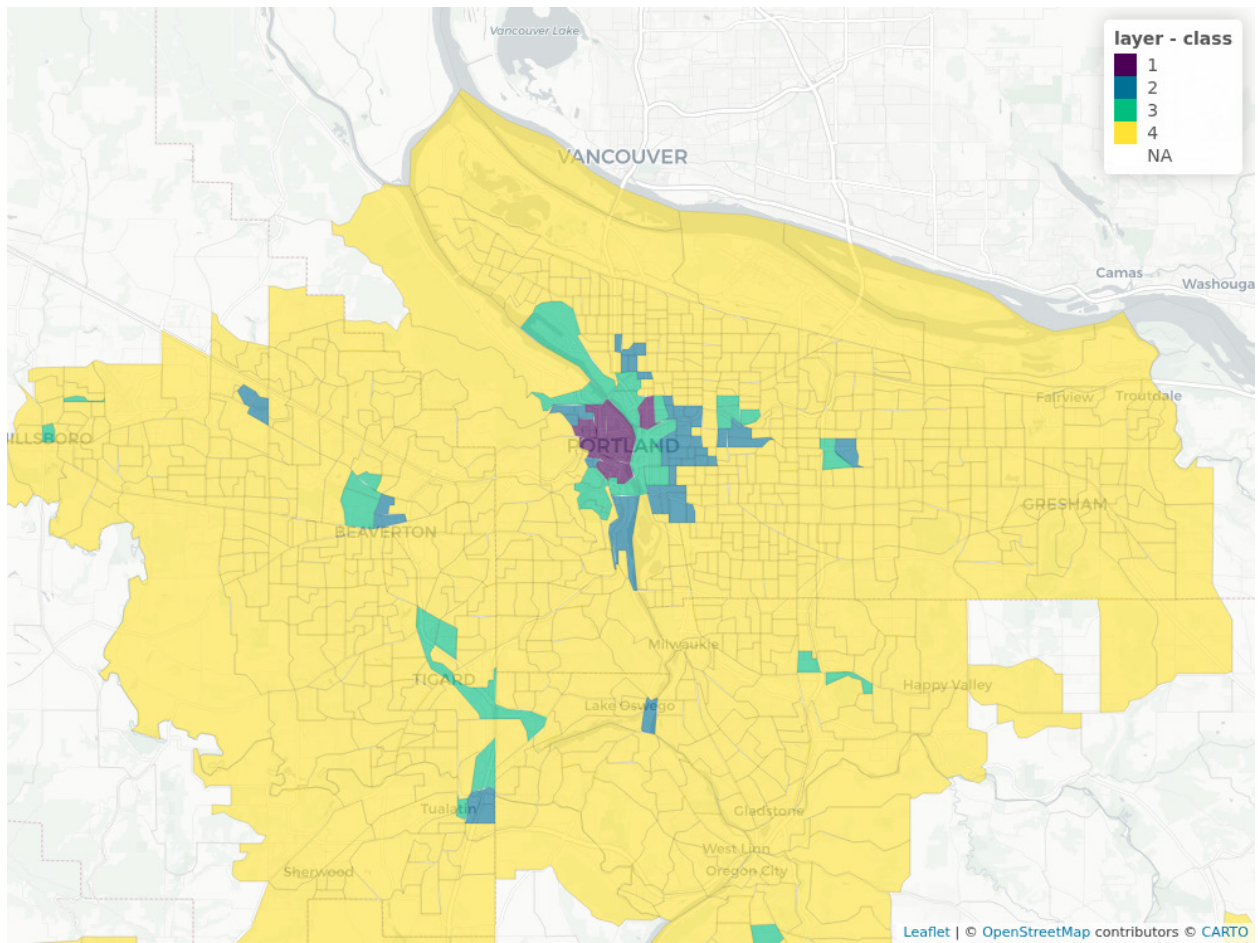 Vancouver Lake
layer - class
1
2
3
4
NA
VANCOUVER
Camas
Washouga
Fairview
Troutdale
ILLSBORO
PORTLAND
GRESHAM
BEAVERTON
Milwaukie
TIGARD
Happy Valley
Lake Oswego
Tualatin
Gladstone
West Linn
Oregon City
Sherwood
Leaflet | © OpenStreetMap contributors © CARTO